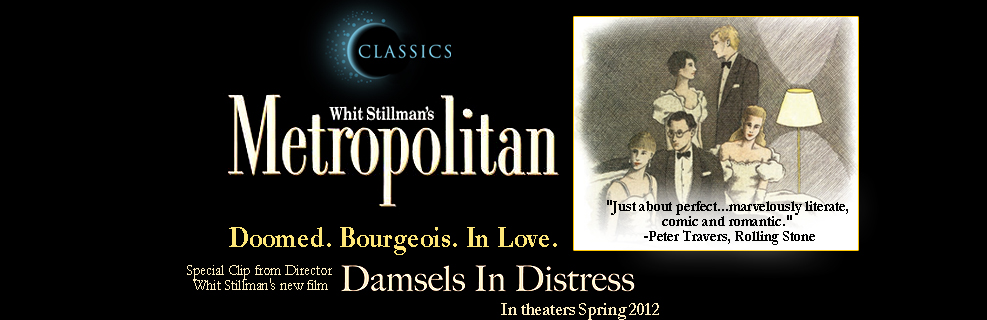 CLASSICS
Whit Stillman's
Metropolitan
Doomed. Bourgeois. In Love.
"Just about perfect...marvelously literate,
comic and romantic."
-Peter Travers, Rolling Stone
Special Clip from Director
Whit Stillman's new film
Damsels In Distress
In theaters Spring 2012